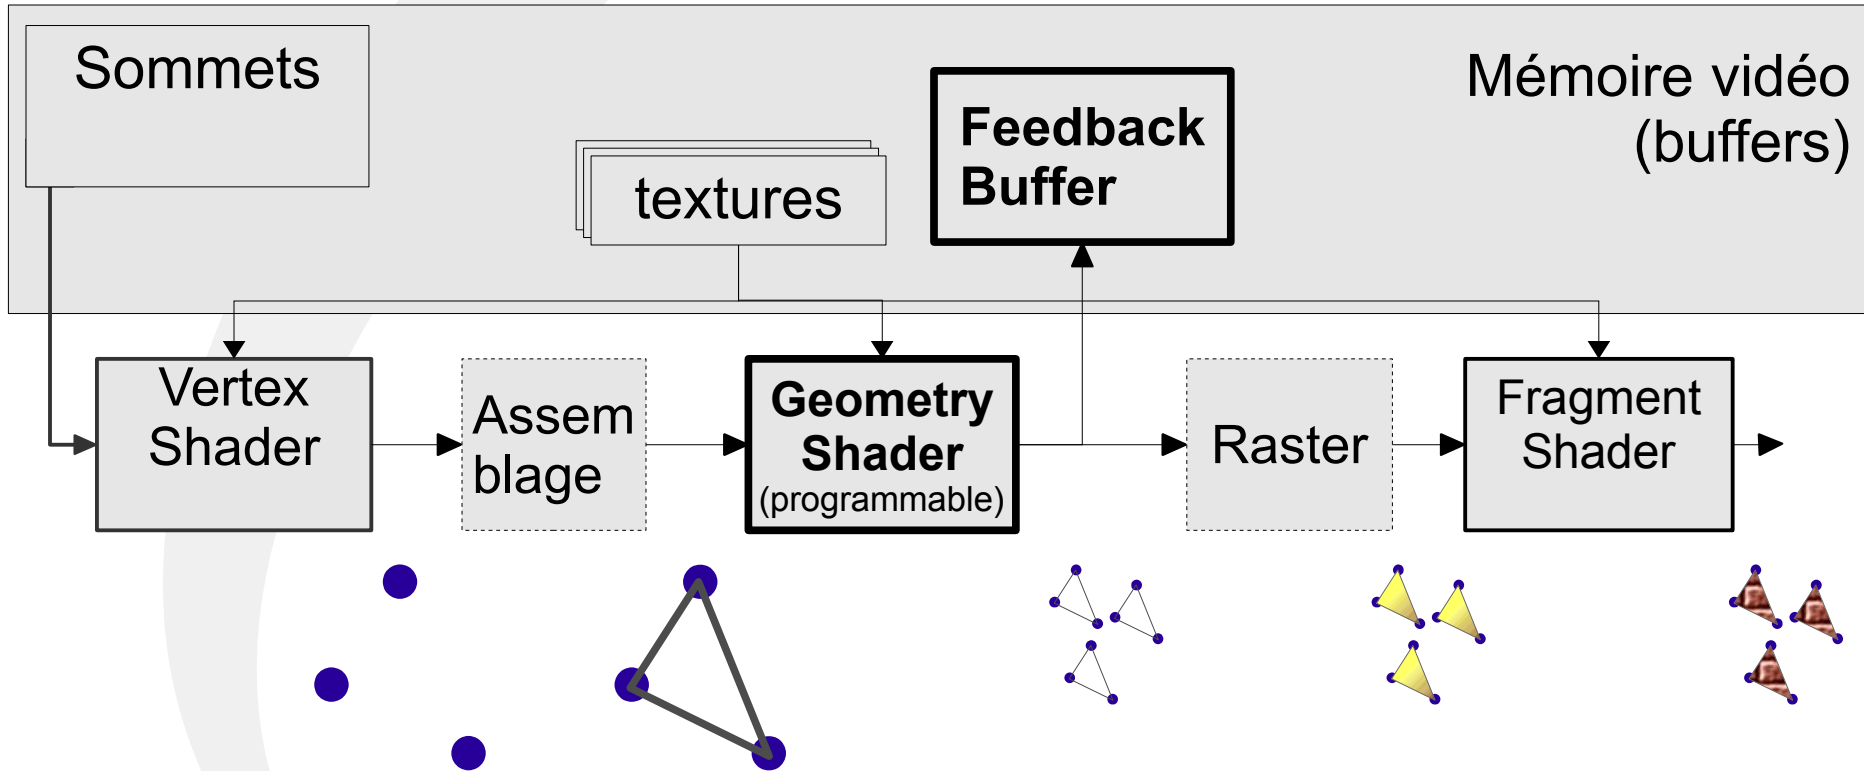 Sommets
Mémoire vidéo
(buffers)
Feedback
Buffer
textures
Vertex
Shader
Assem
blage
Geometry
Shader
(programmable)
Raster
Fragment
Shader